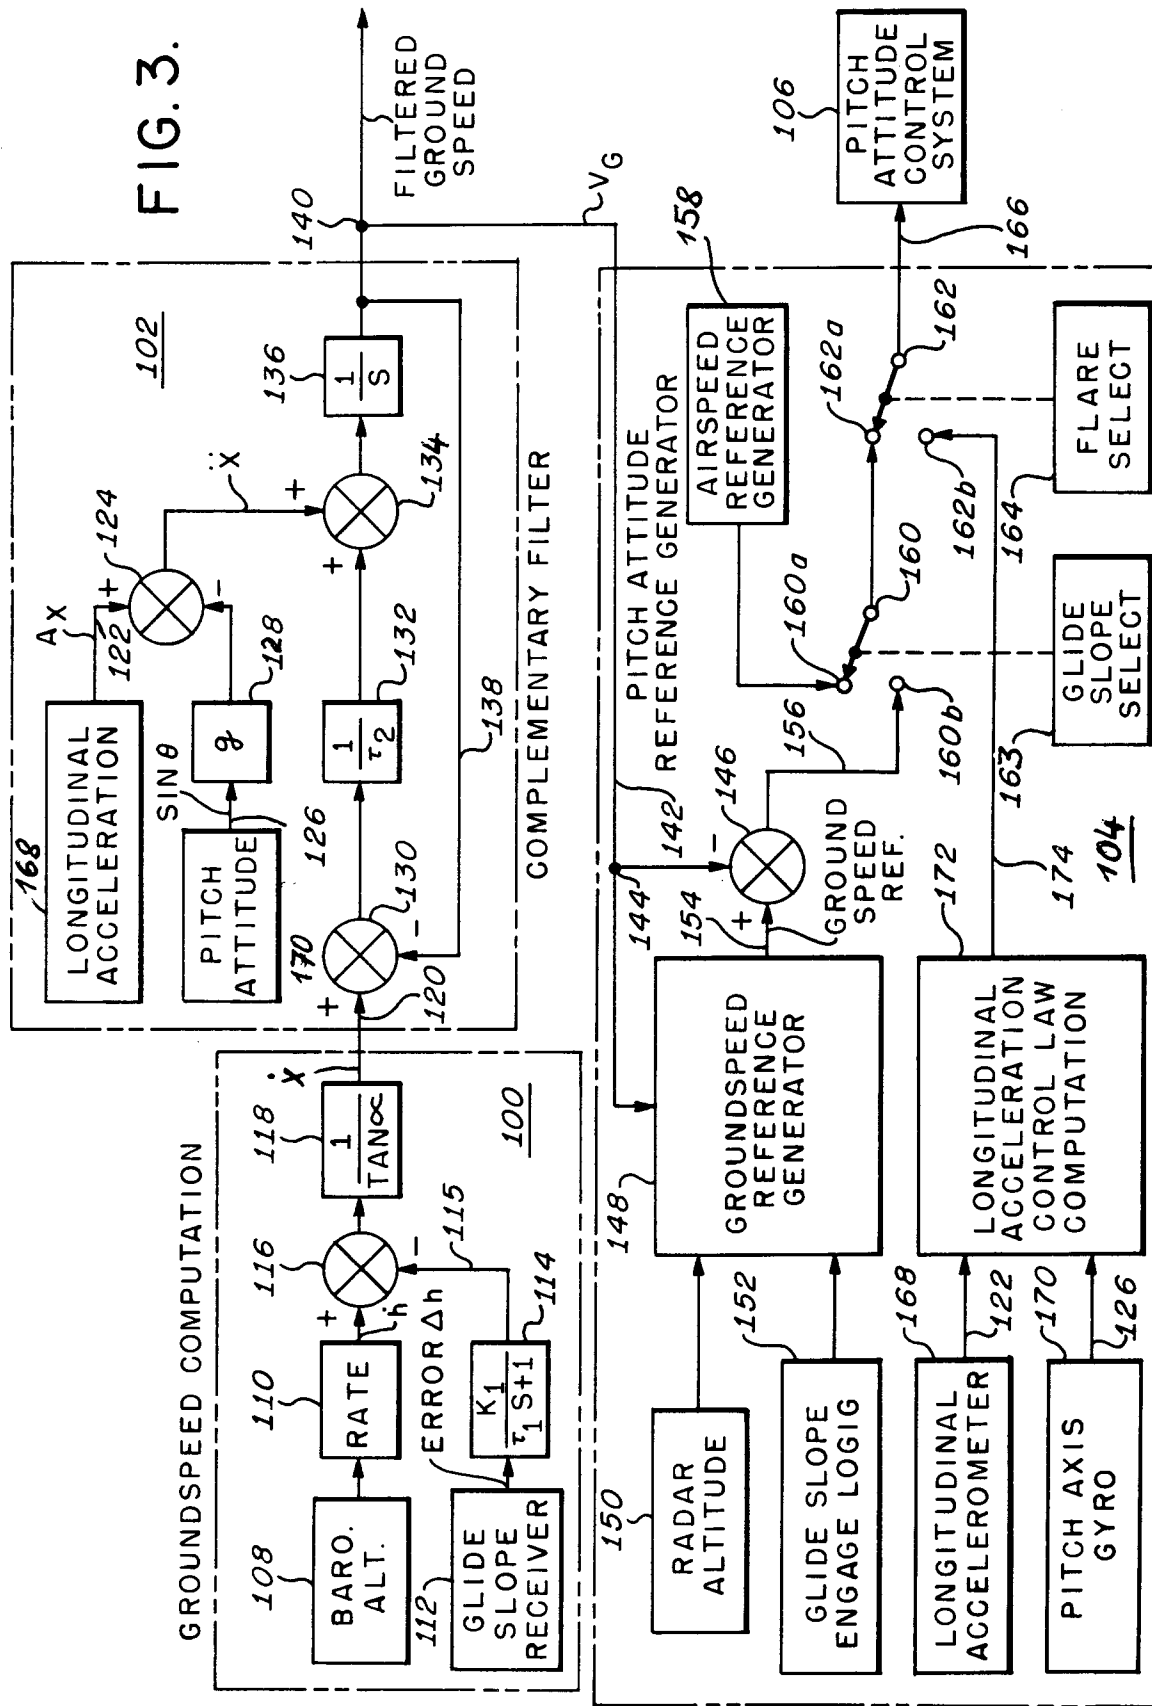 FIG. 3.
GROUNDSPEED COMPUTATION
108
BARO.
ALT.
110
RATE
ḣ
+
116
-
115
112
GLIDE
SLOPE
RECEIVER
ERROR Δh
K1
τ1 S+1
114
118
1
TAN∝
ẋ
100
120
168
LONGITUDINAL
ACCELERATION
AX
122
+
124
-
PITCH
ATTITUDE
SIN θ
126
g
128
Ẍ
102
170
+
-
130
1
τ2
132
+
+
134
136
1
S
138
COMPLEMENTARY FILTER
140
FILTERED
GROUND
SPEED
VG
PITCH ATTITUDE
REFERENCE GENERATOR
142
144
148
GROUNDSPEED
REFERENCE
GENERATOR
150
RADAR
ALTITUDE
152
GLIDE SLOPE
ENGAGE LOGIC
154
+
-
146
GROUND
SPEED
REF.
156
158
AIRSPEED
REFERENCE
GENERATOR
160a
160
160b
162a
162
162b
163
GLIDE
SLOPE
SELECT
164
FLARE
SELECT
166
106
PITCH
ATTITUDE
CONTROL
SYSTEM
168
LONGITUDINAL
ACCELEROMETER
122
170
PITCH AXIS
GYRO
126
172
LONGITUDINAL
ACCELERATION
CONTROL LAW
COMPUTATION
174
104